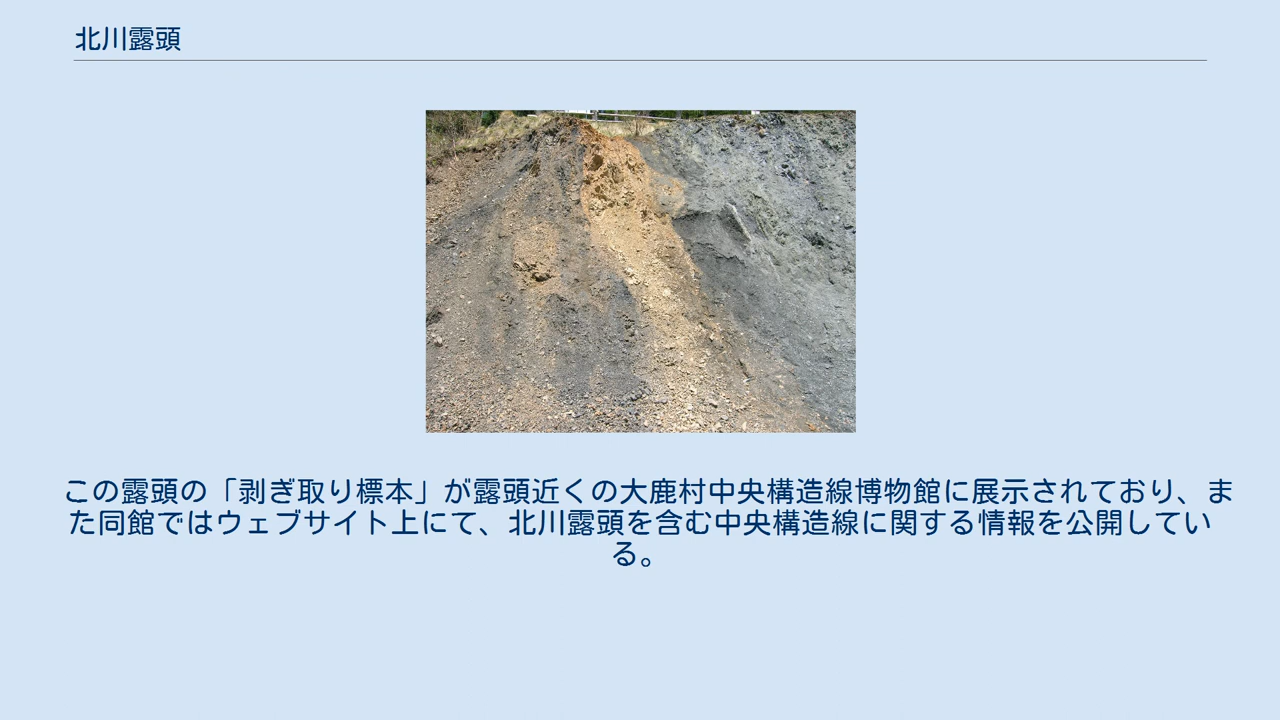 北川露頭
この露頭の「剥ぎ取り標本」が露頭近くの大鹿村中央構造線博物館に展示されており、ま
た同館ではウェブサイト上にて、北川露頭を含む中央構造線に関する情報を公開してい
る。